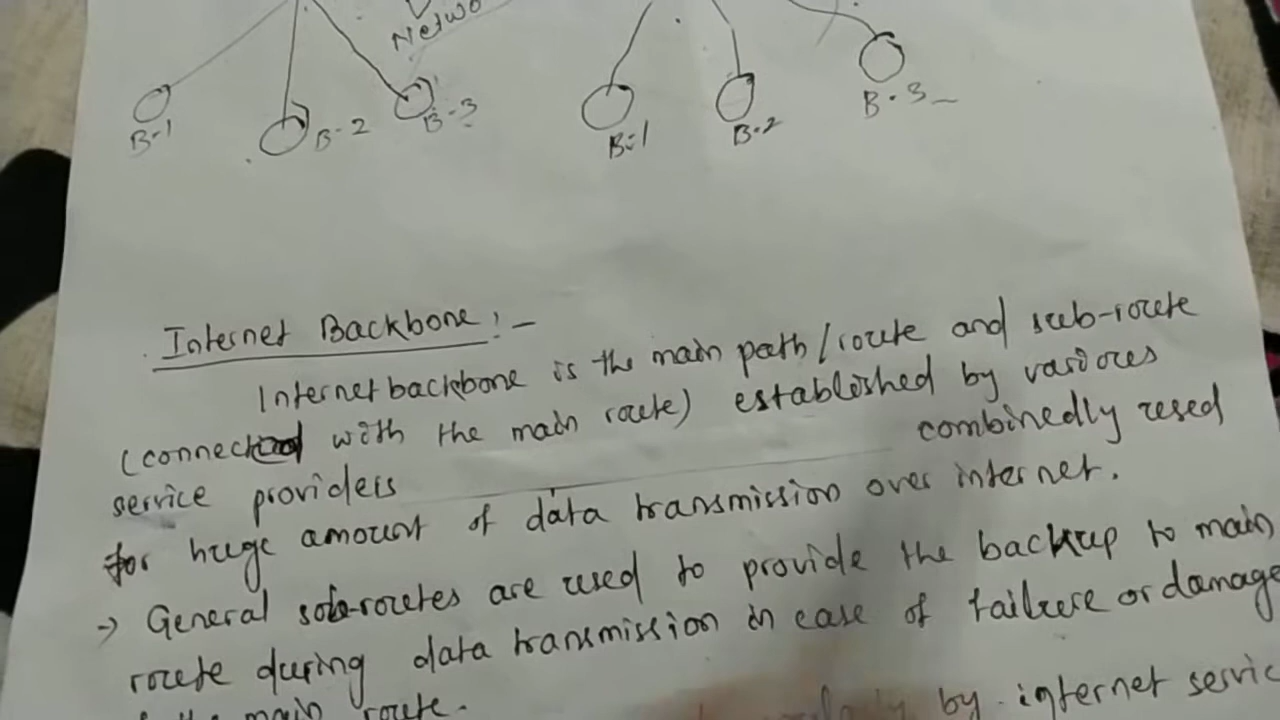 Netwo
B-1
B-2
B-3
B-1
B-2
B-3
Internet Backbone:-
Internet backbone is the main path/route and sub-route
(connected with the main route) established by various
service providers combinedly used
for huge amount of data transmission over internet.
→ General sub-routes are used to provide the backup to main
route during data transmission in case of failure or damage
main route.
by internet servic